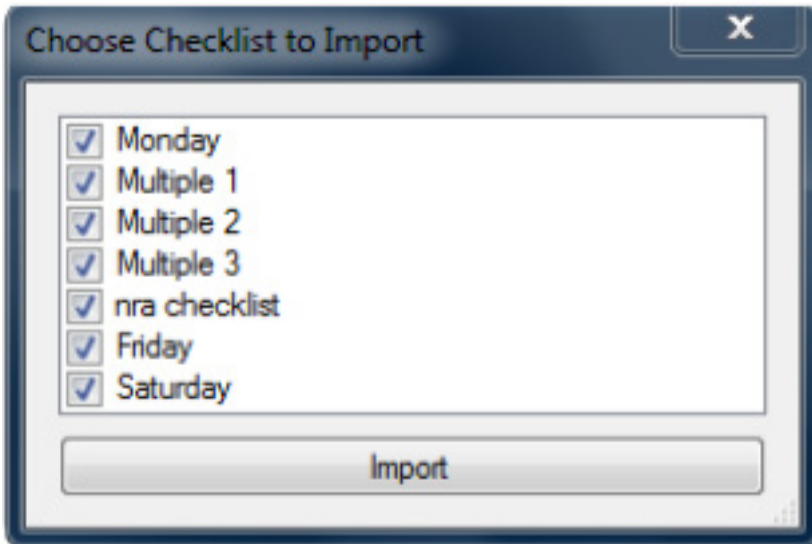 Choose Checklist to Import
Monday
Multiple 1
Multiple 2
Multiple 3
nra checklist
Friday
Saturday
Import